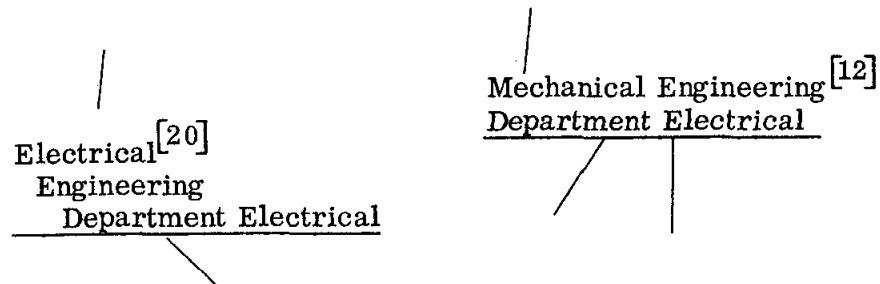 Electrical[20]
Engineering
Department Electrical
Mechanical Engineering[12]
Department Electrical